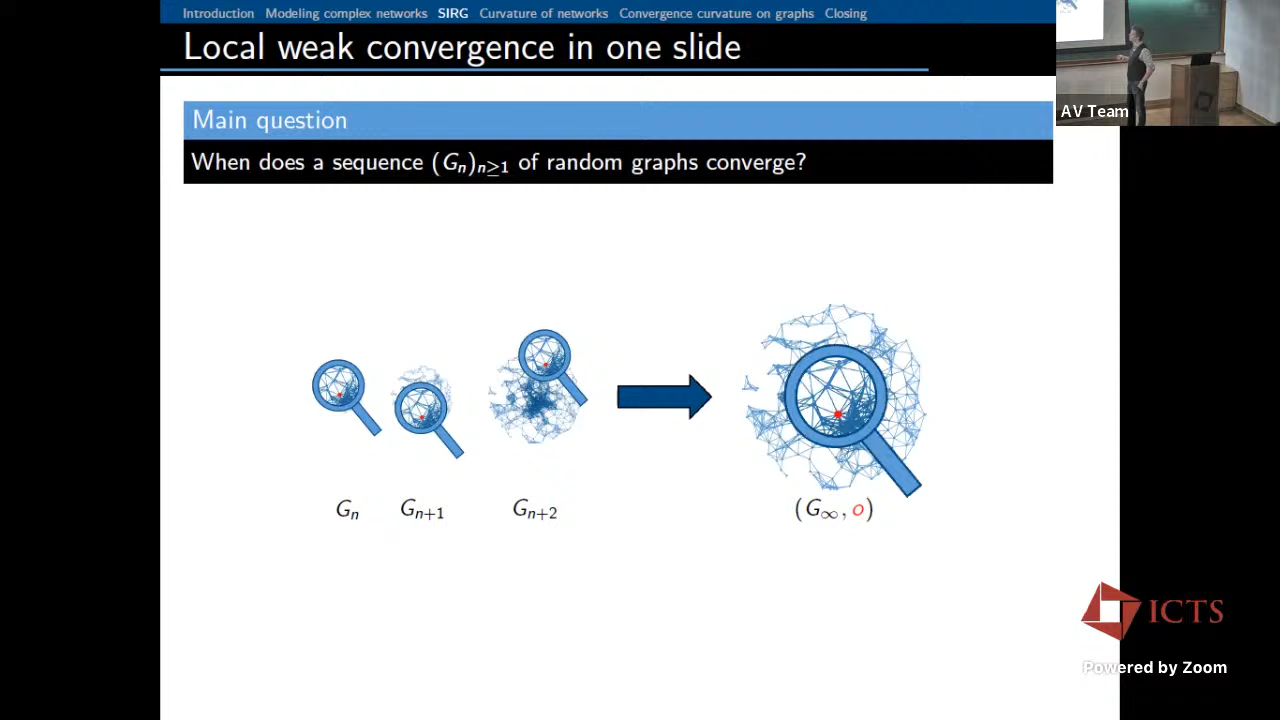 Introduction Modeling complex networks SIRG Curvature of networks Convergence curvature on graphs Closing
Local weak convergence in one slide
AV Team
Main question
When does a sequence (Gₙ)ₙ≥₁ of random graphs converge?
Gₙ Gₙ₊₁ Gₙ₊₂ (G∞, o)
ICTS
Powered by Zoom